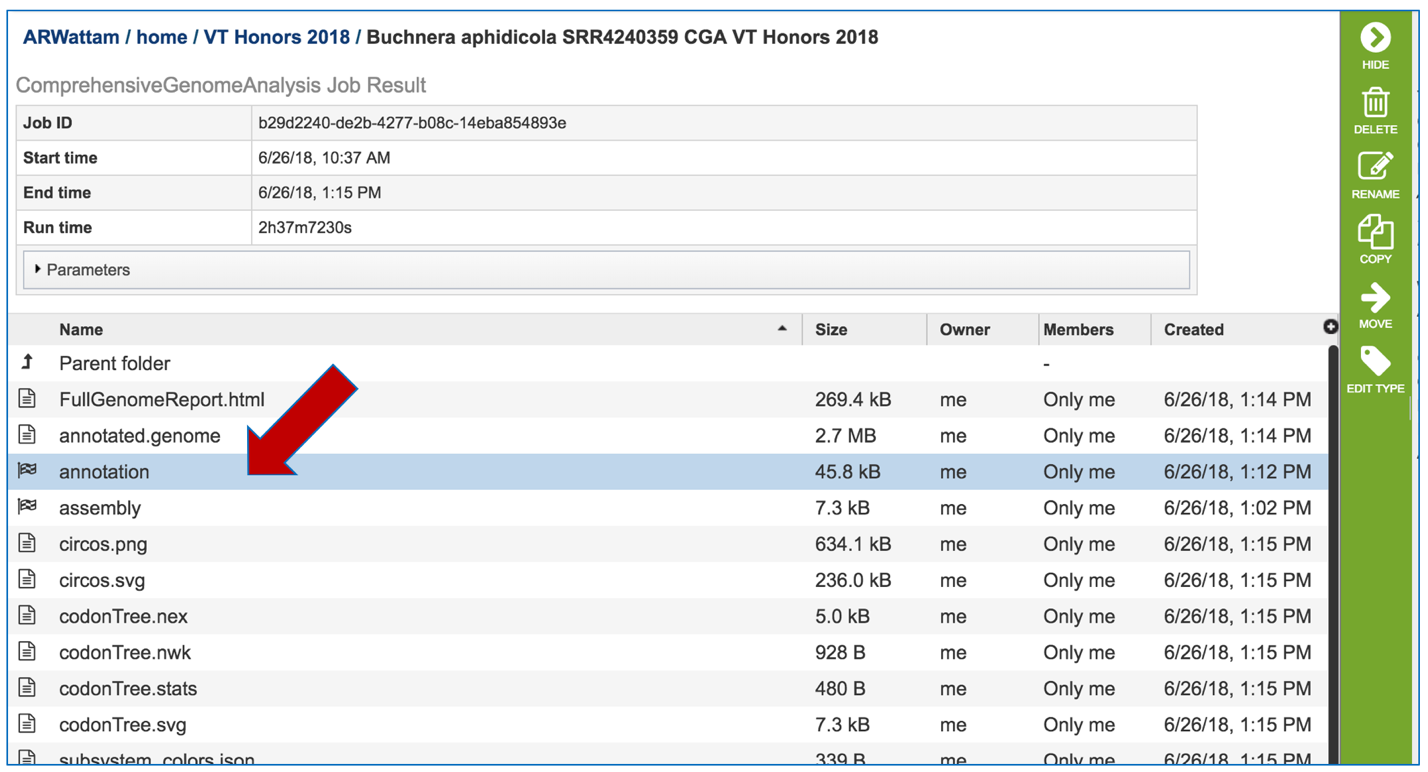 ARWattam / home / VT Honors 2018 / Buchnera aphidicola SRR4240359 CGA VT Honors 2018
ComprehensiveGenomeAnalysis Job Result
Job ID b29d2240-de2b-4277-b08c-14eba854893e
Start time 6/26/18, 10:37 AM
End time 6/26/18, 1:15 PM
Run time 2h37m7230s
Parameters
Name Size Owner Members Created
Parent folder -
FullGenomeReport.html 269.4 kB me Only me 6/26/18, 1:14 PM
annotated.genome 2.7 MB me Only me 6/26/18, 1:14 PM
annotation 45.8 kB me Only me 6/26/18, 1:12 PM
assembly 7.3 kB me Only me 6/26/18, 1:02 PM
circos.png 634.1 kB me Only me 6/26/18, 1:15 PM
circos.svg 236.0 kB me Only me 6/26/18, 1:15 PM
codonTree.nex 5.0 kB me Only me 6/26/18, 1:15 PM
codonTree.nwk 928 B me Only me 6/26/18, 1:15 PM
codonTree.stats 480 B me Only me 6/26/18, 1:15 PM
codonTree.svg 7.3 kB me Only me 6/26/18, 1:15 PM
subsystem_colors.json 339 B me Only me 6/26/18, 1:15 PM
HIDE
DELETE
RENAME
COPY
MOVE
EDIT TYPE